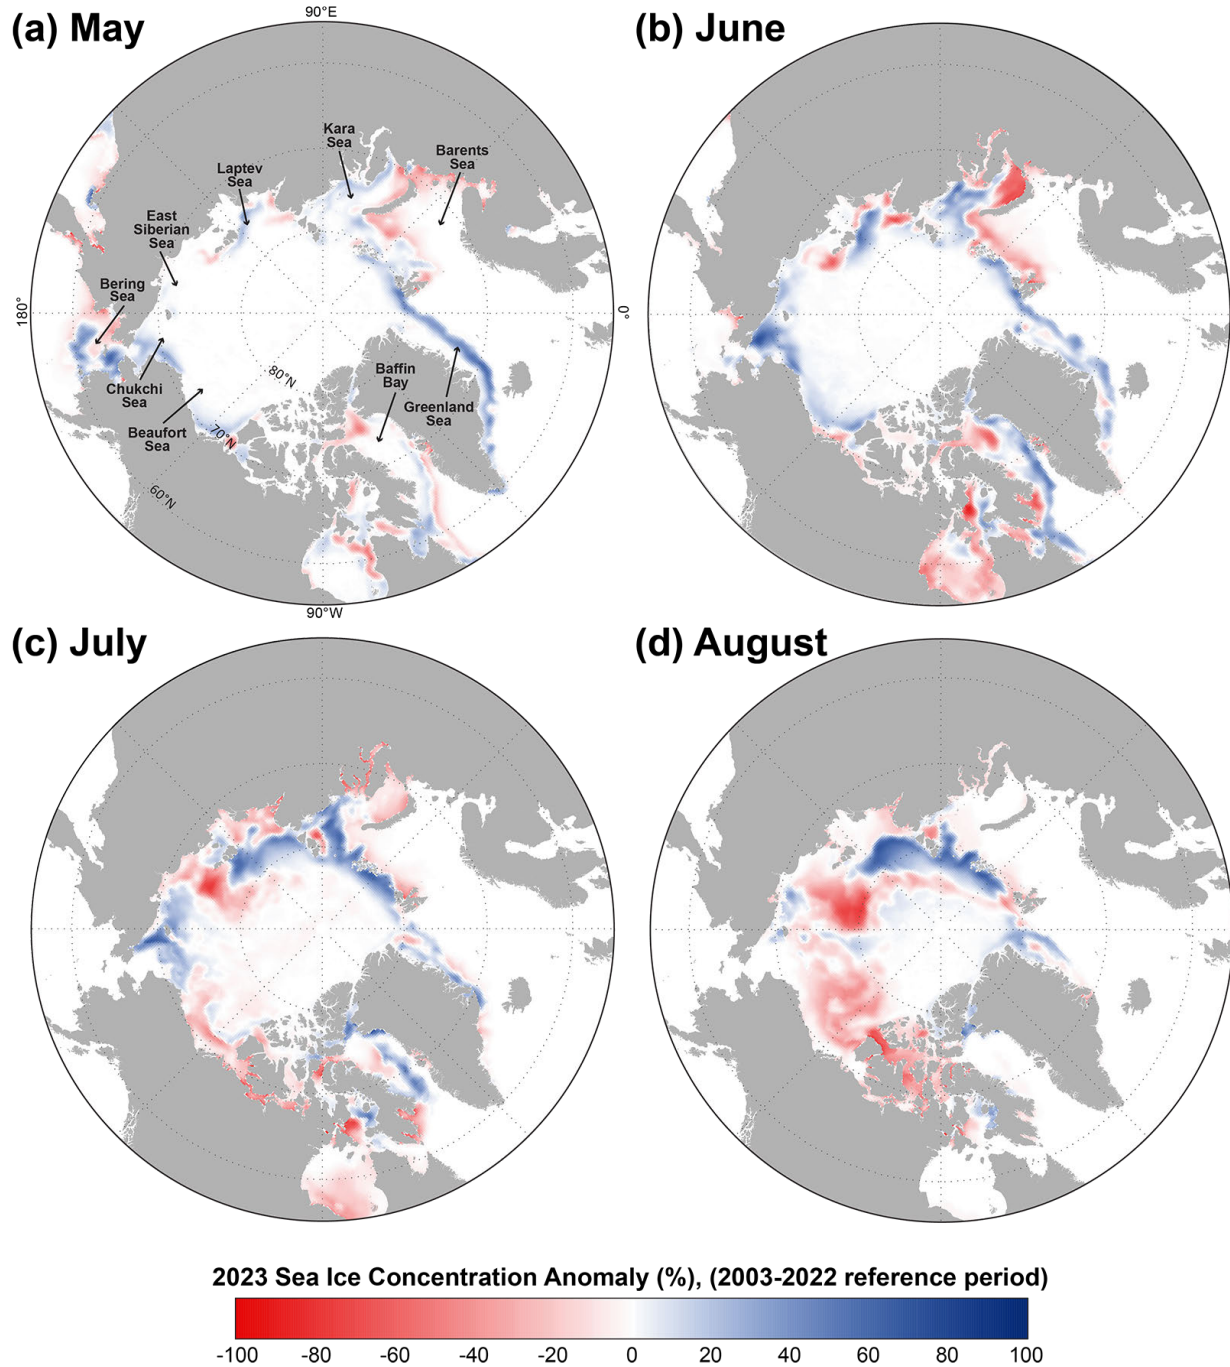 (a) May
90°E
(b) June
Kara
Sea
Barents
Sea
Laptev
Sea
East
Siberian
Sea
Bering
Sea
180°
0°
80°N
Baffin
Bay
Chukchi
Sea
Greenland
Sea
Beaufort
Sea
70°N
60°N
90°W
(c) July
(d) August
2023 Sea Ice Concentration Anomaly (%), (2003-2022 reference period)
-100 -80 -60 -40 -20 0 20 40 60 80 100